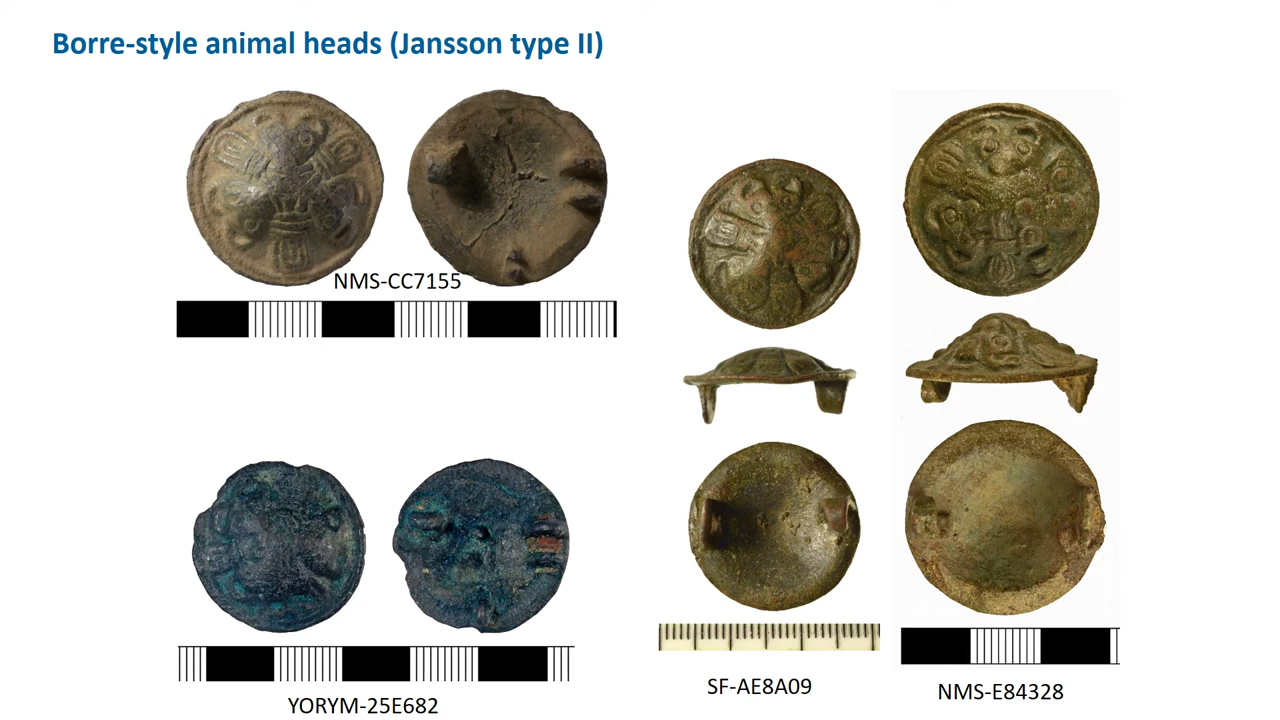 Borre-style animal heads (Jansson type II)
NMS-CC7155
YORYM-25E682
SF-AE8A09
NMS-E84328